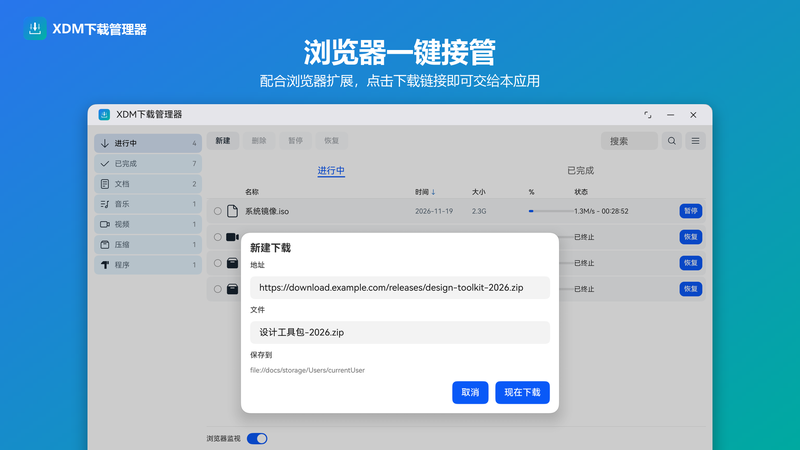 XDM下载管理器
浏览器一键接管
配合浏览器扩展，点击下载链接即可交给本应用
XDM下载管理器
进行中 4
已完成 7
文档 2
音乐 1
视频 1
压缩 1
程序 1
新建 删除 暂停 恢复 搜索
进行中 已完成
名称 时间 ↓ 大小 % 状态
系统镜像.iso 2026-11-19 2.3G 1.3M/s - 00:28:52 暂停
已终止 恢复
已终止 恢复
已终止 恢复
新建下载
地址
https://download.example.com/releases/design-toolkit-2026.zip
文件
设计工具包-2026.zip
保存到
file://docs/storage/Users/currentUser
取消 现在下载
浏览器监视